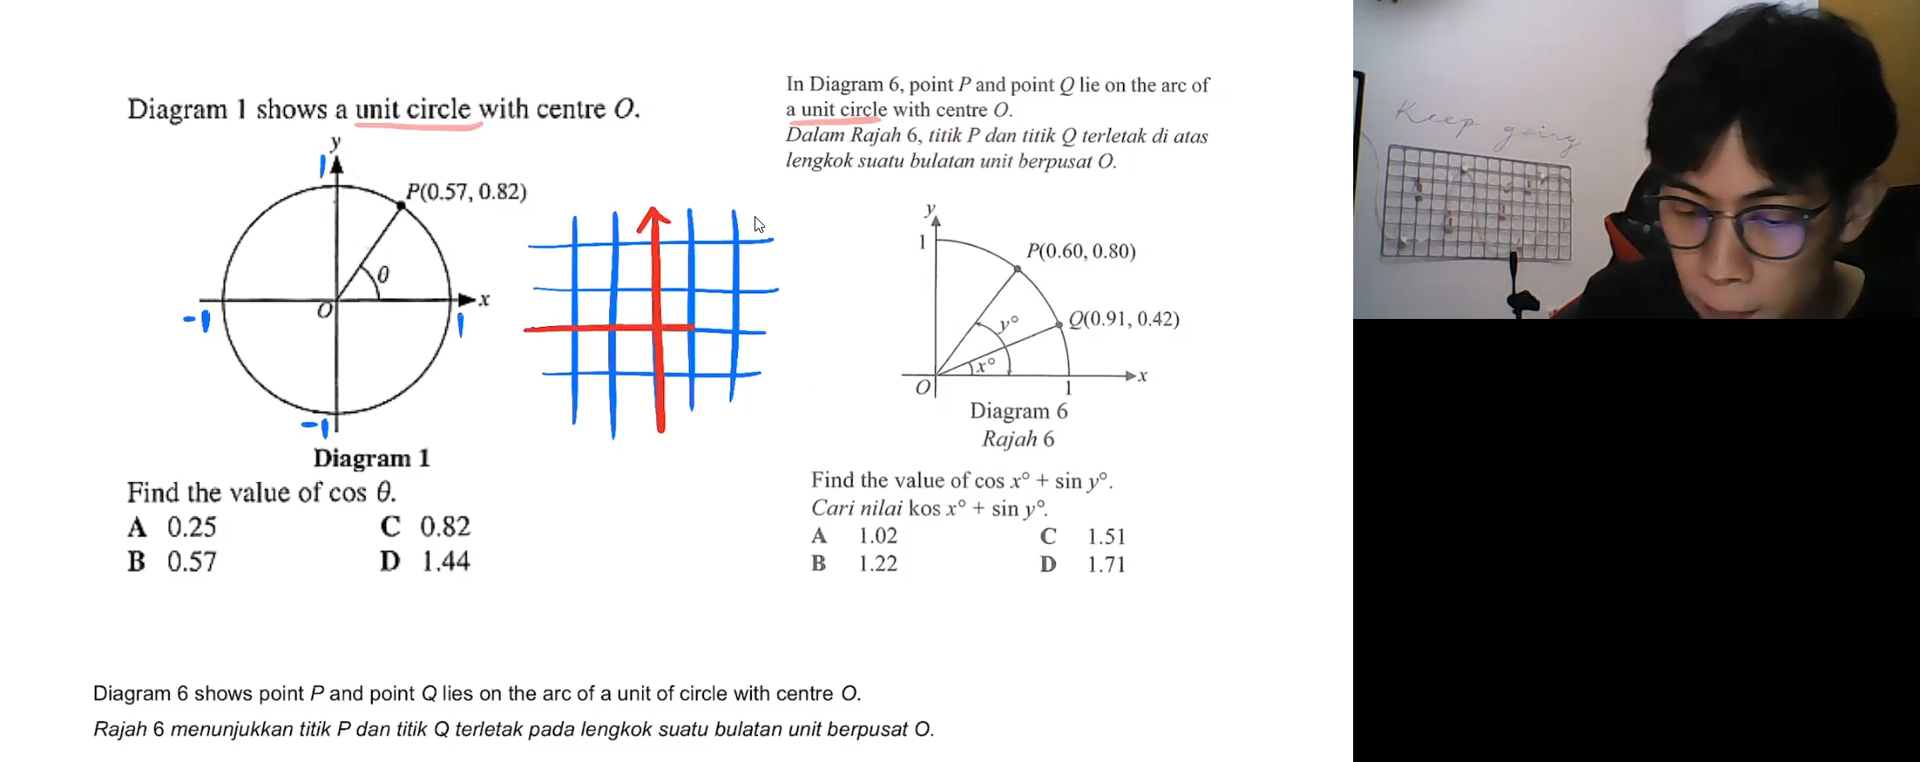 Diagram 1 shows a unit circle with centre O.
y
1
P(0.57, 0.82)
θ
O
x
-1
1
-1
Diagram 1
Find the value of cos θ.
A 0.25
C 0.82
B 0.57
D 1.44
In Diagram 6, point P and point Q lie on the arc of
a unit circle with centre O.
Dalam Rajah 6, titik P dan titik Q terletak di atas
lengkok suatu bulatan unit berpusat O.
y
1
P(0.60, 0.80)
y°
Q(0.91, 0.42)
x°
O
1
x
Diagram 6
Rajah 6
Find the value of cos x° + sin y°.
Cari nilai kos x° + sin y°.
A 1.02
C 1.51
B 1.22
D 1.71
Diagram 6 shows point P and point Q lies on the arc of a unit of circle with centre O.
Rajah 6 menunjukkan titik P dan titik Q terletak pada lengkok suatu bulatan unit berpusat O.
Keep going